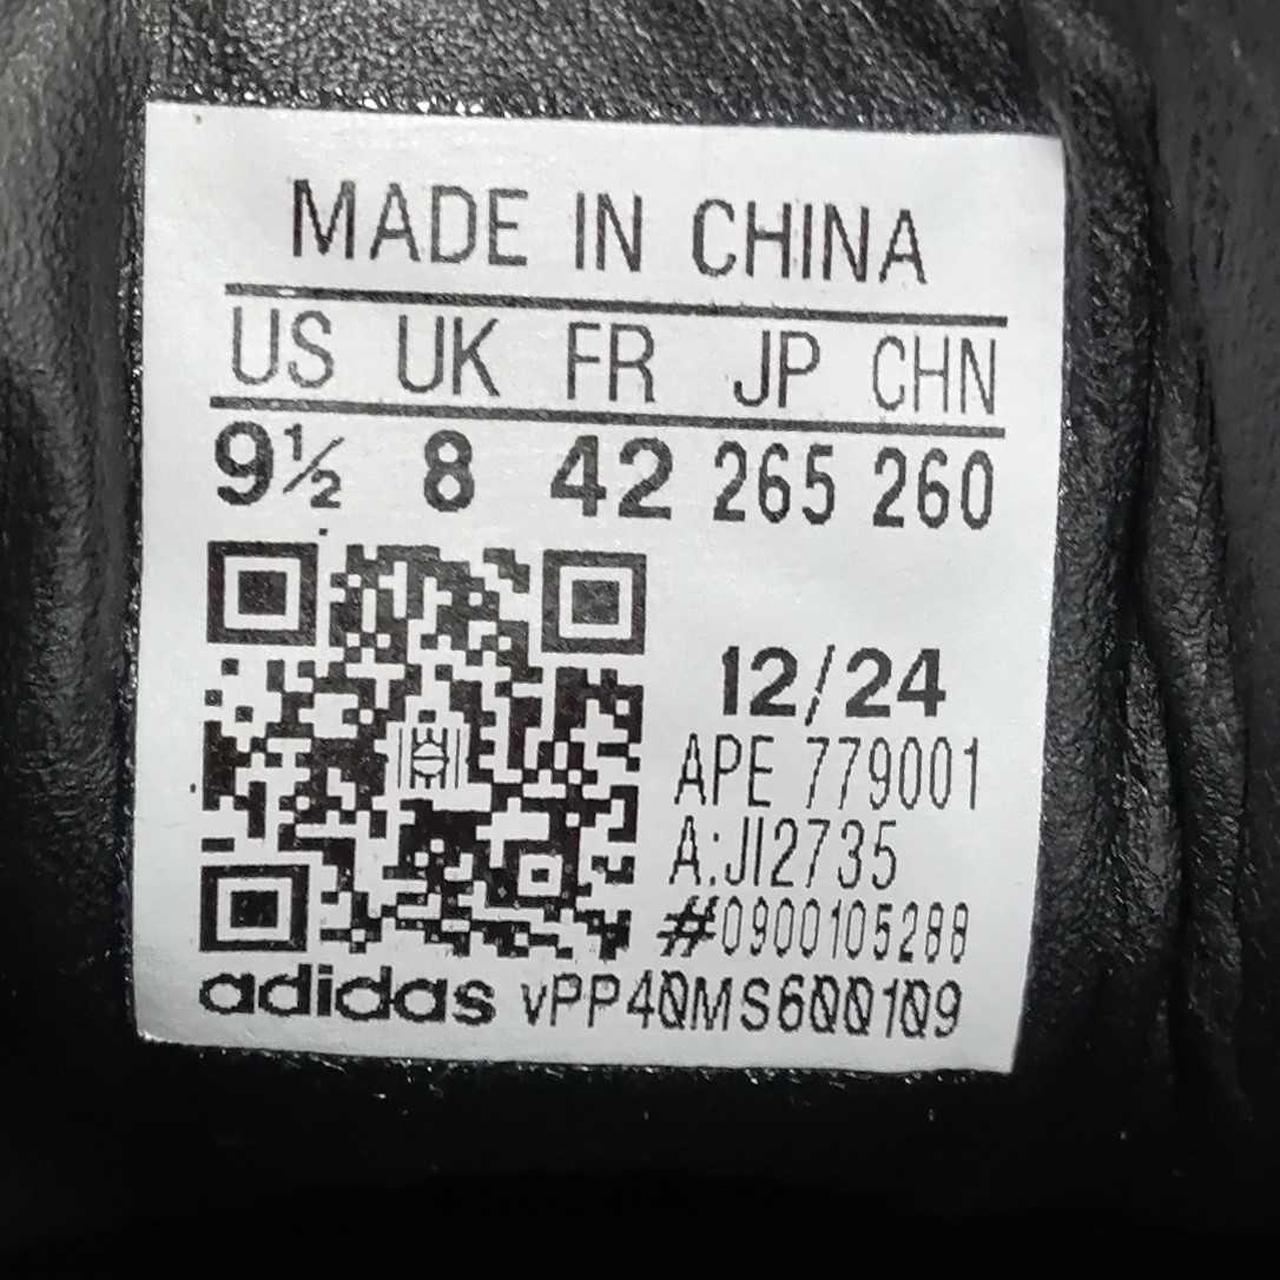 MADE IN CHINA
US UK FR JP CHN
9½ 8 42 265 260
12/24
APE 779001
A:JI2735
#0900105288
adidas vPP40MS600109